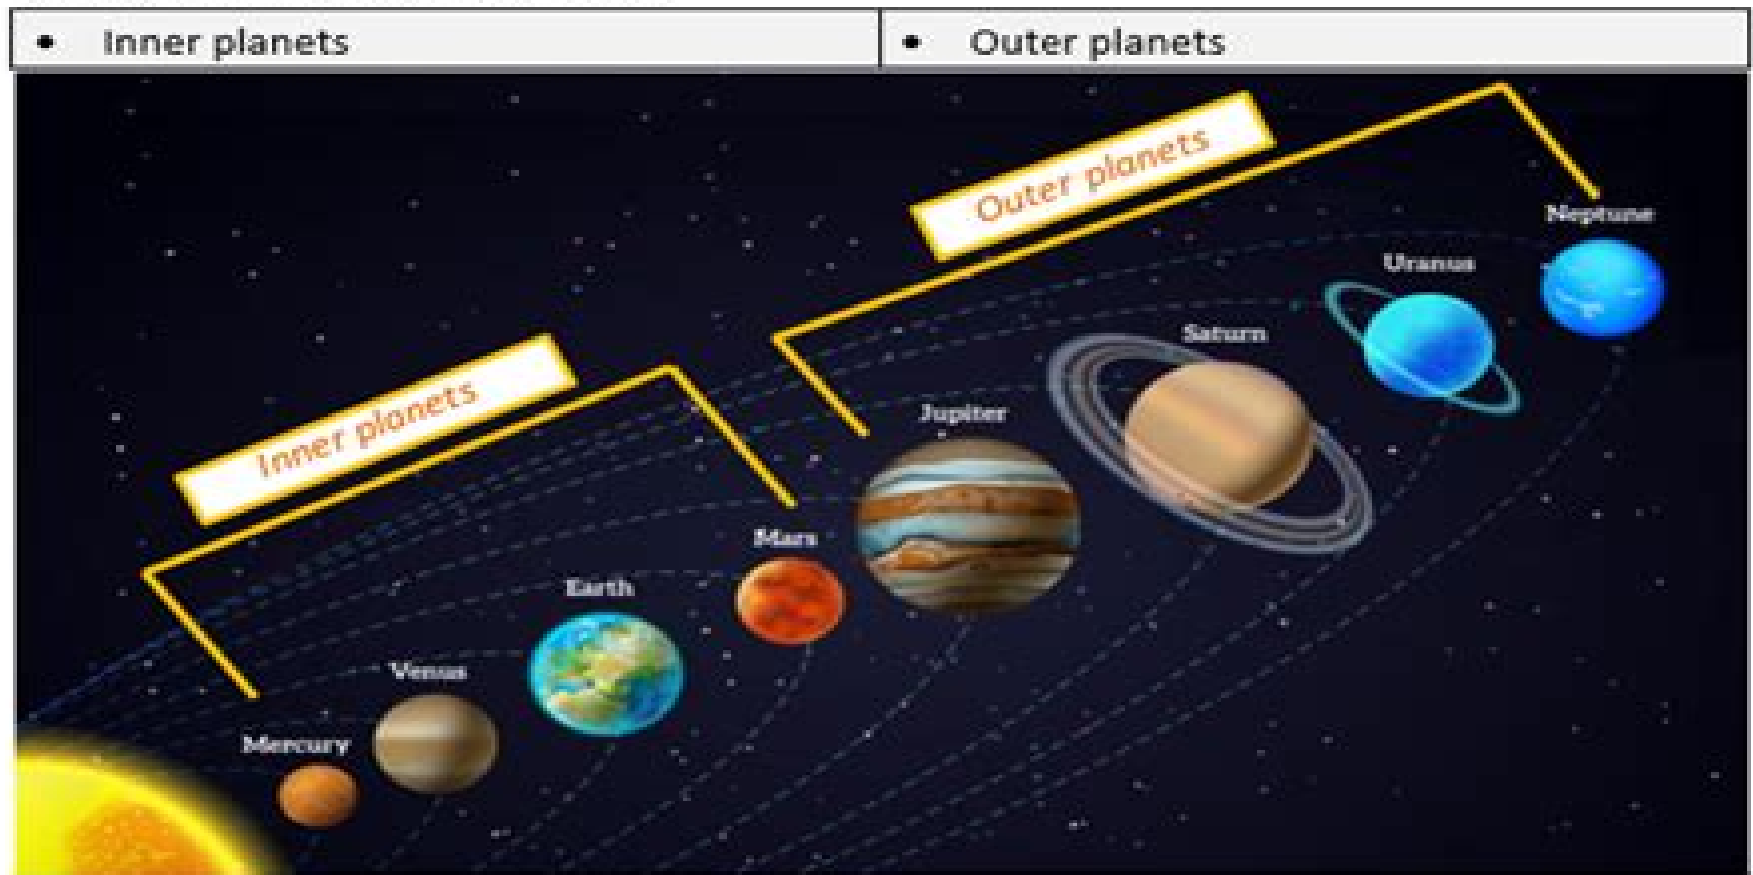 • Inner planets
• Outer planets
Outer planets
Neptune
Uranus
Saturn
Inner planets
Jupiter
Mars
Earth
Venus
Mercury